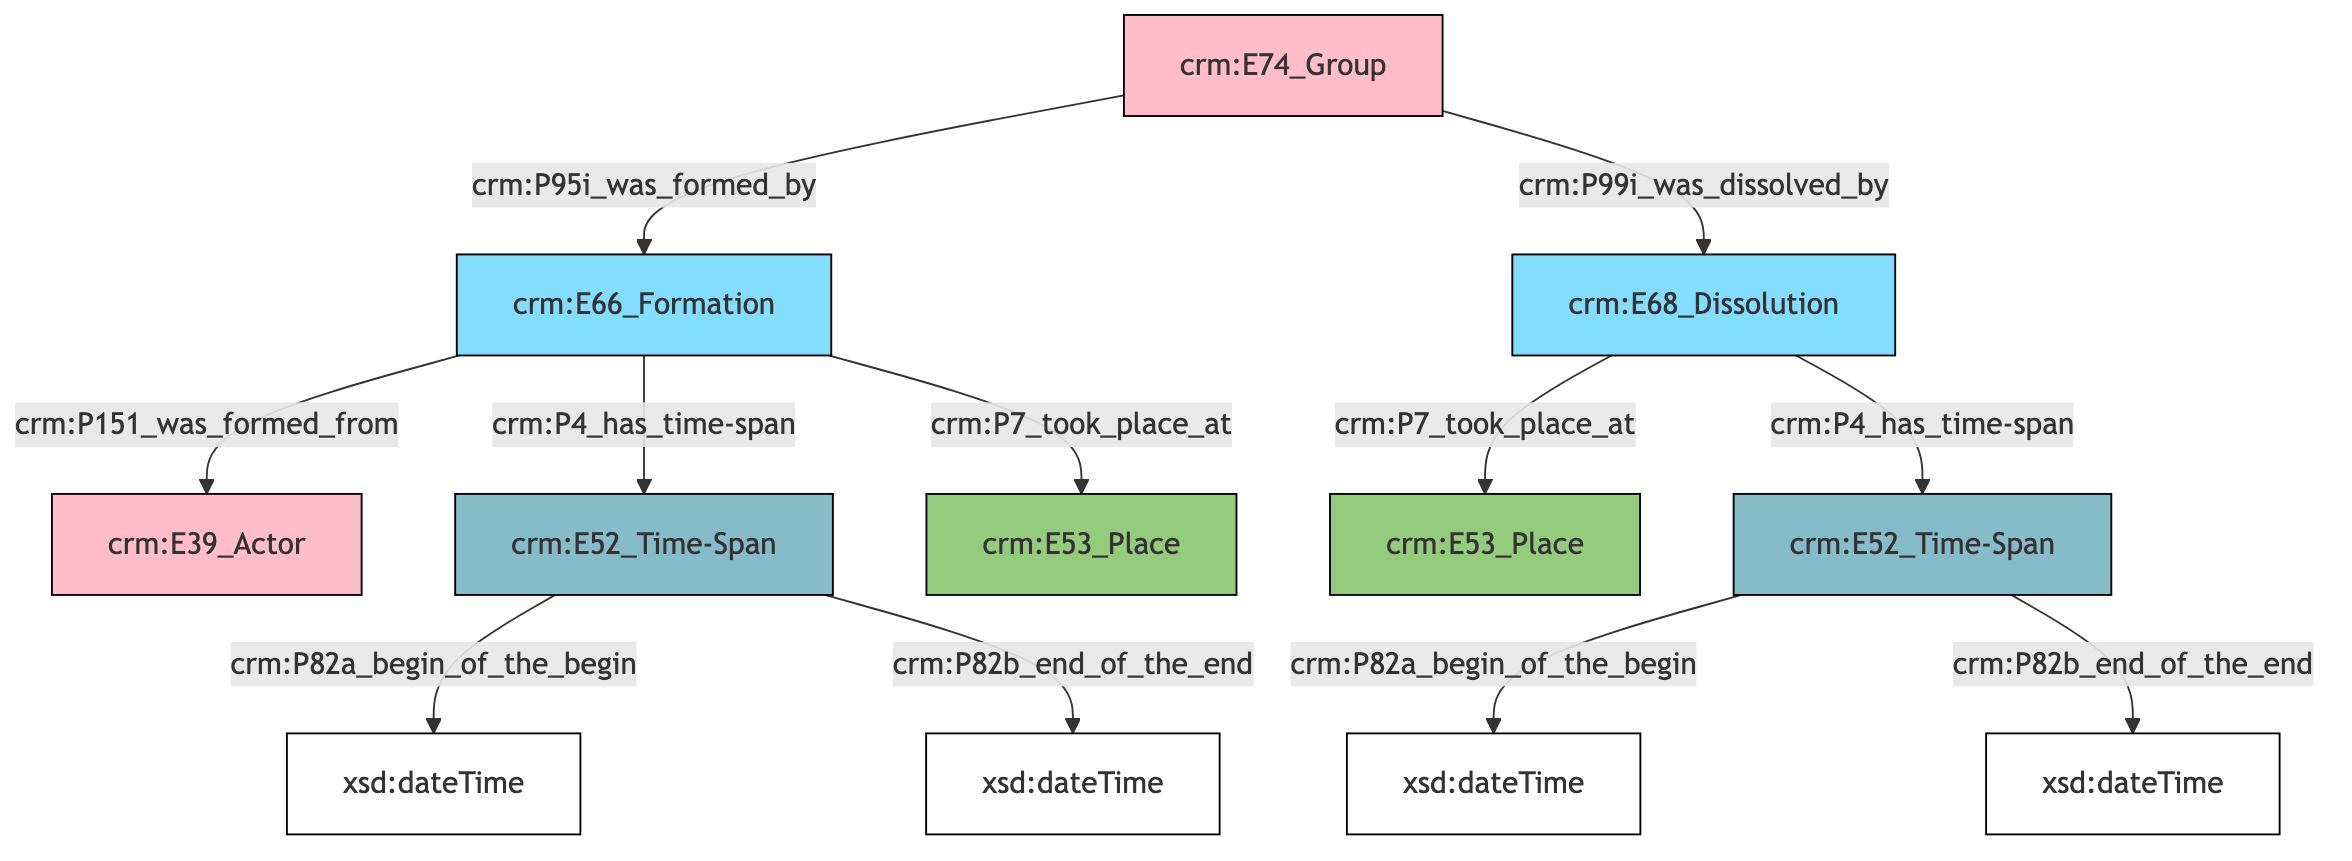 crm:E74_Group
crm:P95i_was_formed_by
crm:P99i_was_dissolved_by
crm:E66_Formation
crm:E68_Dissolution
crm:P151_was_formed_from
crm:P4_has_time-span
crm:P7_took_place_at
crm:P7_took_place_at
crm:P4_has_time-span
crm:E39_Actor
crm:E52_Time-Span
crm:E53_Place
crm:E53_Place
crm:E52_Time-Span
crm:P82a_begin_of_the_begin
crm:P82b_end_of_the_end
crm:P82a_begin_of_the_begin
crm:P82b_end_of_the_end
xsd:dateTime
xsd:dateTime
xsd:dateTime
xsd:dateTime